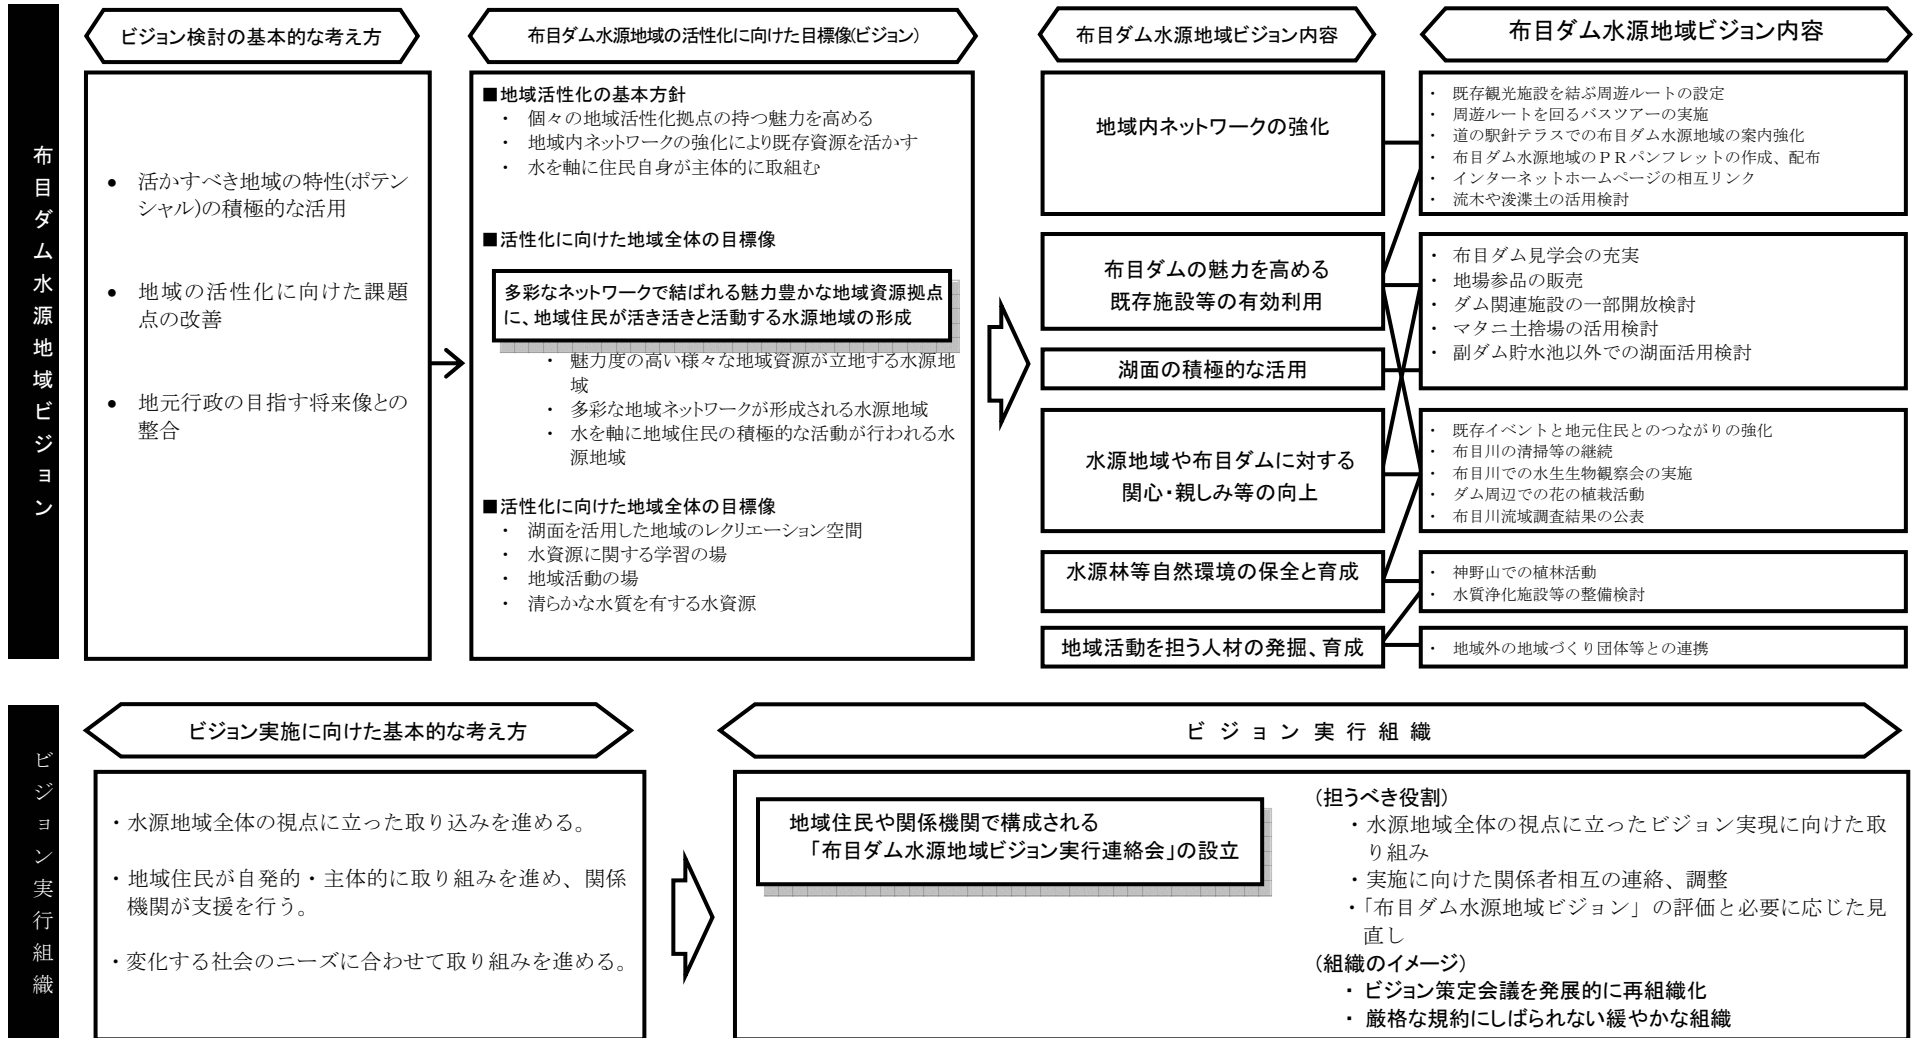 布目ダム水源地域ビジョン
ビジョン検討の基本的な考え方
● 活かすべき地域の特性(ポテン
シャル)の積極的な活用
● 地域の活性化に向けた課題
点の改善
● 地元行政の目指す将来像との
整合
布目ダム水源地域の活性化に向けた目標像(ビジョン)
■地域活性化の基本方針
・ 個々の地域活性化拠点の持つ魅力を高める
・ 地域内ネットワークの強化により既存資源を活かす
・ 水を軸に住民自身が主体的に取組む
■活性化に向けた地域全体の目標像
多彩なネットワークで結ばれる魅力豊かな地域資源拠点
に、地域住民が活き活きと活動する水源地域の形成
・ 魅力度の高い様々な地域資源が立地する水源地
域
・ 多彩な地域ネットワークが形成される水源地域
・ 水を軸に地域住民の積極的な活動が行われる水
源地域
■活性化に向けた地域全体の目標像
・ 湖面を活用した地域のレクリエーション空間
・ 水資源に関する学習の場
・ 地域活動の場
・ 清らかな水質を有する水資源
布目ダム水源地域ビジョン内容
地域内ネットワークの強化
布目ダムの魅力を高める
既存施設等の有効利用
湖面の積極的な活用
水源地域や布目ダムに対する
関心・親しみ等の向上
水源林等自然環境の保全と育成
地域活動を担う人材の発掘、育成
布目ダム水源地域ビジョン内容
・ 既存観光施設を結ぶ周遊ルートの設定
・ 周遊ルートを回るバスツアーの実施
・ 道の駅針テラスでの布目ダム水源地域の案内強化
・ 布目ダム水源地域のPRパンフレットの作成、配布
・ インターネットホームページの相互リンク
・ 流木や浚渫土の活用検討
・ 布目ダム見学会の充実
・ 地場参品の販売
・ ダム関連施設の一部開放検討
・ マタニ土捨場の活用検討
・ 副ダム貯水池以外での湖面活用検討
・ 既存イベントと地元住民とのつながりの強化
・ 布目川の清掃等の継続
・ 布目川での水生生物観察会の実施
・ ダム周辺での花の植栽活動
・ 布目川流域調査結果の公表
・ 神野山での植林活動
・ 水質浄化施設等の整備検討
・ 地域外の地域づくり団体等との連携
ビジョン実行組織
ビジョン実施に向けた基本的な考え方
・水源地域全体の視点に立った取り込みを進める。
・地域住民が自発的・主体的に取り組みを進め、関係
機関が支援を行う。
・変化する社会のニーズに合わせて取り組みを進める。
ビジョン実行組織
地域住民や関係機関で構成される
「布目ダム水源地域ビジョン実行連絡会」の設立
(担うべき役割)
・水源地域全体の視点に立ったビジョン実現に向けた取
り組み
・実施に向けた関係者相互の連絡、調整
・「布目ダム水源地域ビジョン」の評価と必要に応じた見
直し
(組織のイメージ)
・ ビジョン策定会議を発展的に再組織化
・ 厳格な規約にしばられない緩やかな組織